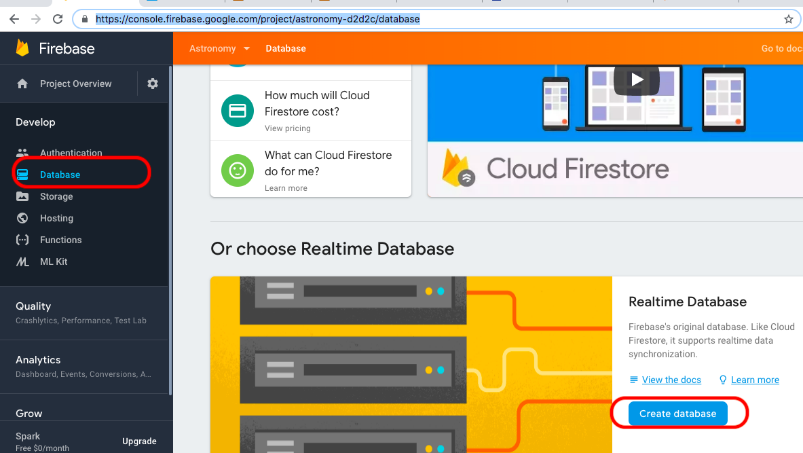 https://console.firebase.google.com/project/astronomy-d2d2c/database
Firebase
Astronomy
Database
Go to doc
Project Overview
Develop
Authentication
Database
Storage
Hosting
Functions
ML Kit
Quality
Crashlytics, Performance, Test Lab
Analytics
Dashboard, Events, Conversions, A...
Grow
Spark
Free $0/month
Upgrade
How much will Cloud
Firestore cost?
View pricing
What can Cloud Firestore
do for me?
Learn more
Cloud Firestore
Or choose Realtime Database
Realtime Database
Firebase's original database. Like Cloud
Firestore, it supports realtime data
synchronization.
View the docs
Learn more
Create database